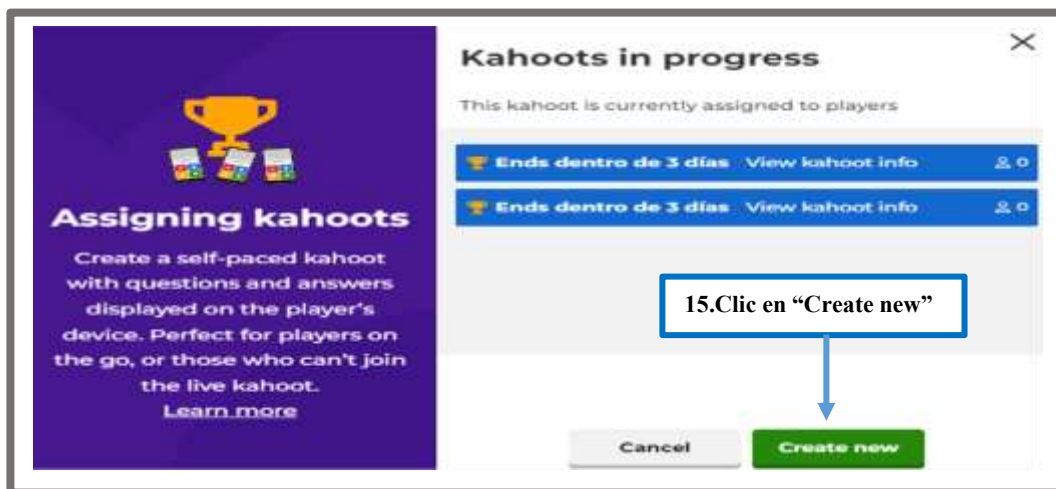 Assigning kahoots
Create a self-paced kahoot
with questions and answers
displayed on the player's
device. Perfect for players on
the go, or those who can't join
the live kahoot.
Learn more
Kahoots in progress
This kahoot is currently assigned to players
Ends dentro de 3 días View kahoot info 0
Ends dentro de 3 días View kahoot info 0
15.Clic en “Create new”
Cancel
Create new